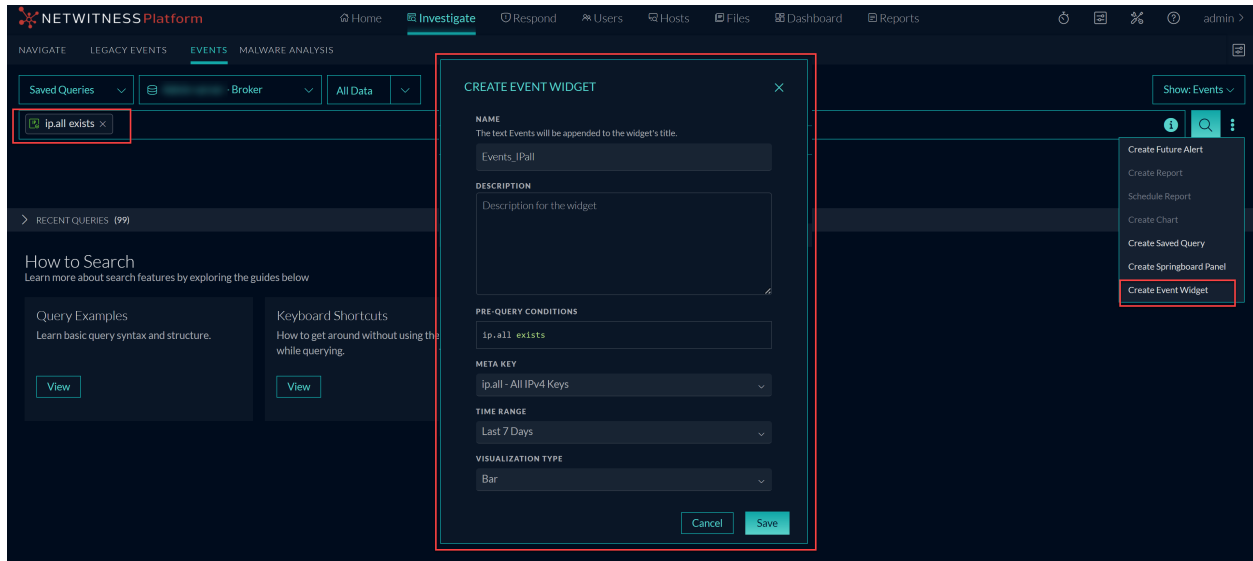 NETWITNESS Platform
Home
Investigate
Respond
Users
Hosts
Files
Dashboard
Reports
admin >
NAVIGATE
LEGACY EVENTS
EVENTS
MALWARE ANALYSIS
Saved Queries
- Broker
All Data
Show: Events
ip.all exists ×
RECENT QUERIES (99)
How to Search
Learn more about search features by exploring the guides below
Query Examples
Learn basic query syntax and structure.
View
Keyboard Shortcuts
How to get around without using the
while querying.
View
CREATE EVENT WIDGET
NAME
The text Events will be appended to the widget's title.
Events_IPall
DESCRIPTION
Description for the widget
PRE-QUERY CONDITIONS
ip.all exists
META KEY
ip.all - All IPv4 Keys
TIME RANGE
Last 7 Days
VISUALIZATION TYPE
Bar
Cancel
Save
Create Future Alert
Create Report
Schedule Report
Create Chart
Create Saved Query
Create Springboard Panel
Create Event Widget